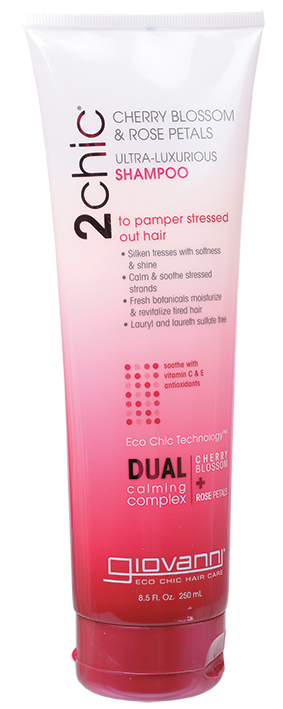 2chic®
CHERRY BLOSSOM
& ROSE PETALS
ULTRA-LUXURIOUS
SHAMPOO
to pamper stressed
out hair
• Silken tresses with softness
& shine
• Calm & soothe stressed
strands
• Fresh botanicals moisturize
& revitalize tired hair
• Lauryl and laureth sulfate free
soothe with
vitamin C & E
antioxidants
Eco Chic Technology™
DUAL
calming
complex
CHERRY
BLOSSOM
+
ROSE PETALS
giovanni®
ECO CHIC HAIR CARE
8.5 Fl. Oz. 250 mL